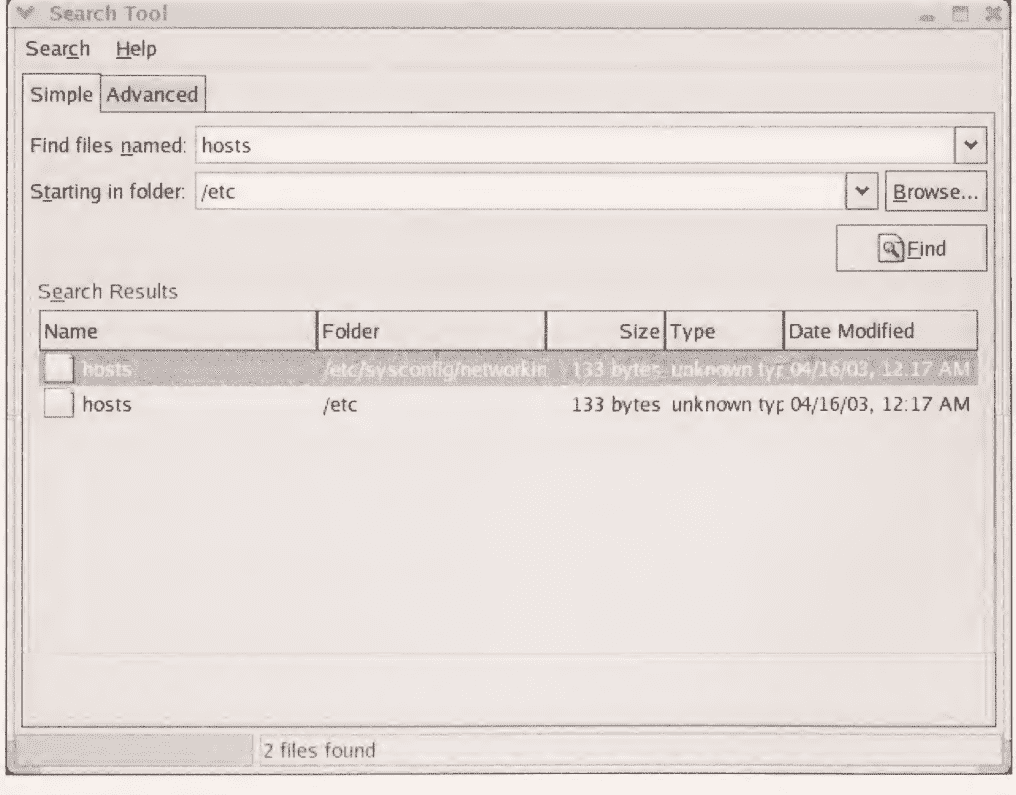 Search Tool
Search Help
Simple Advanced
Find files named: hosts
Starting in folder: /etc Browse...
Find
Search Results
Name Folder Size Type Date Modified
hosts /etc/sysconfig/networkin 133 bytes unknown typ 04/16/03, 12:17 AM
hosts /etc 133 bytes unknown typ 04/16/03, 12:17 AM
2 files found